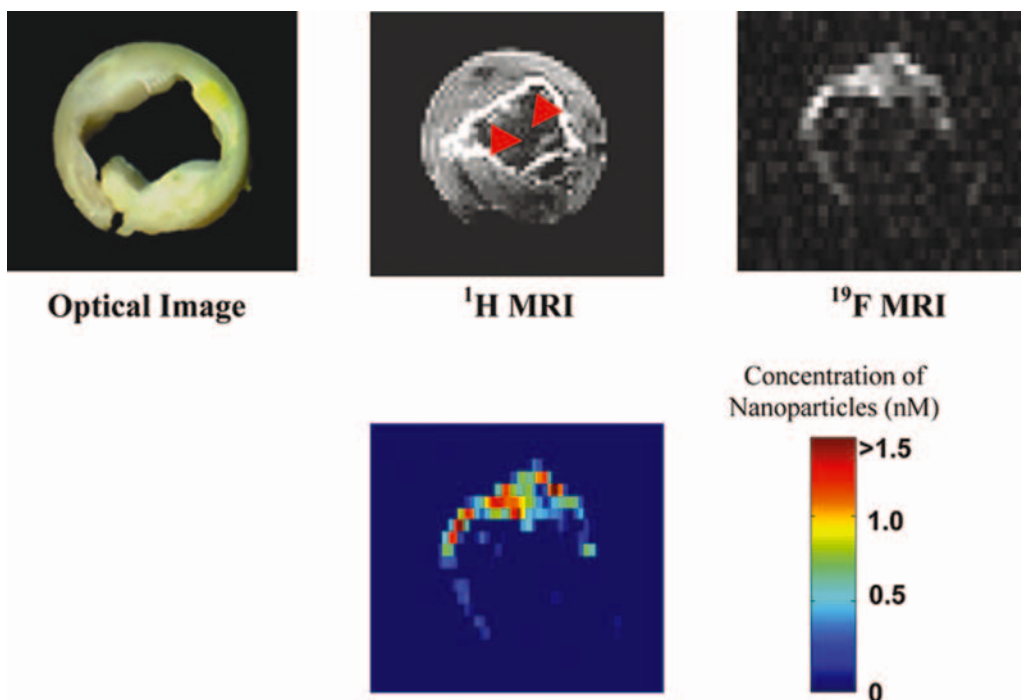 Optical Image
¹H MRI
¹⁹F MRI
Concentration of
Nanoparticles (nM)
>1.5
1.0
0.5
0